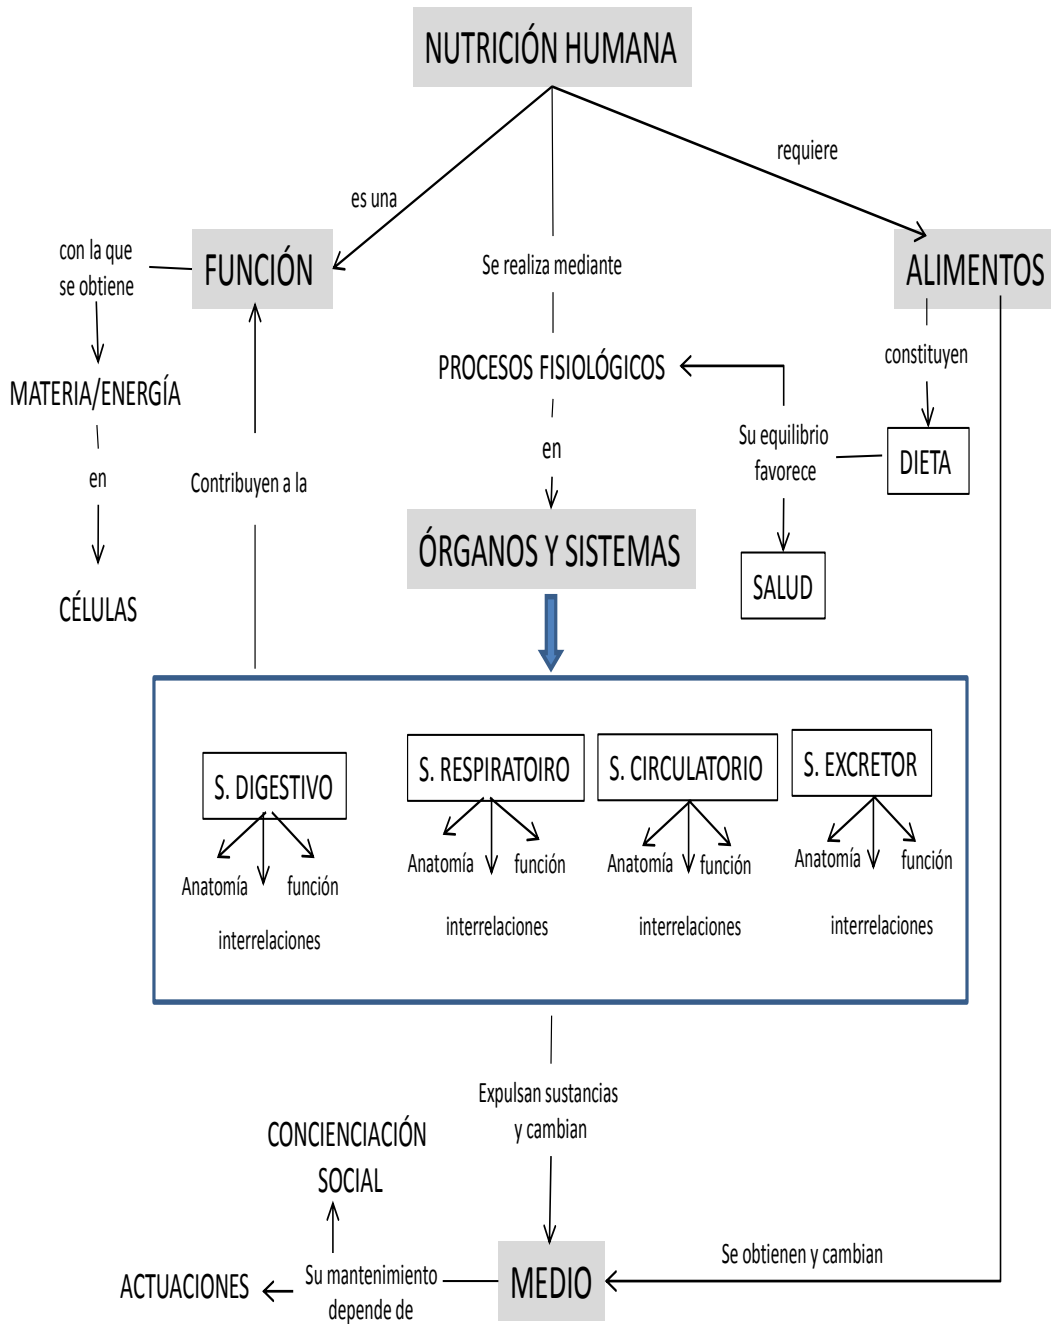 NUTRICIÓN HUMANA
requiere
es una
con la que
se obtiene
FUNCIÓN
Se realiza mediante
ALIMENTOS
MATERIA/ENERGÍA
PROCESOS FISIOLÓGICOS
constituyen
en
Contribuyen a la
en
Su equilibrio
favorece
DIETA
ÓRGANOS Y SISTEMAS
SALUD
CÉLULAS
S. DIGESTIVO
S. RESPIRATOIRO
S. CIRCULATORIO
S. EXCRETOR
Anatomía
función
interrelaciones
Anatomía
función
interrelaciones
Anatomía
función
interrelaciones
Anatomía
función
interrelaciones
Expulsan sustancias
y cambian
CONCIENCIACIÓN
SOCIAL
Se obtienen y cambian
ACTUACIONES
Su mantenimiento
depende de
MEDIO